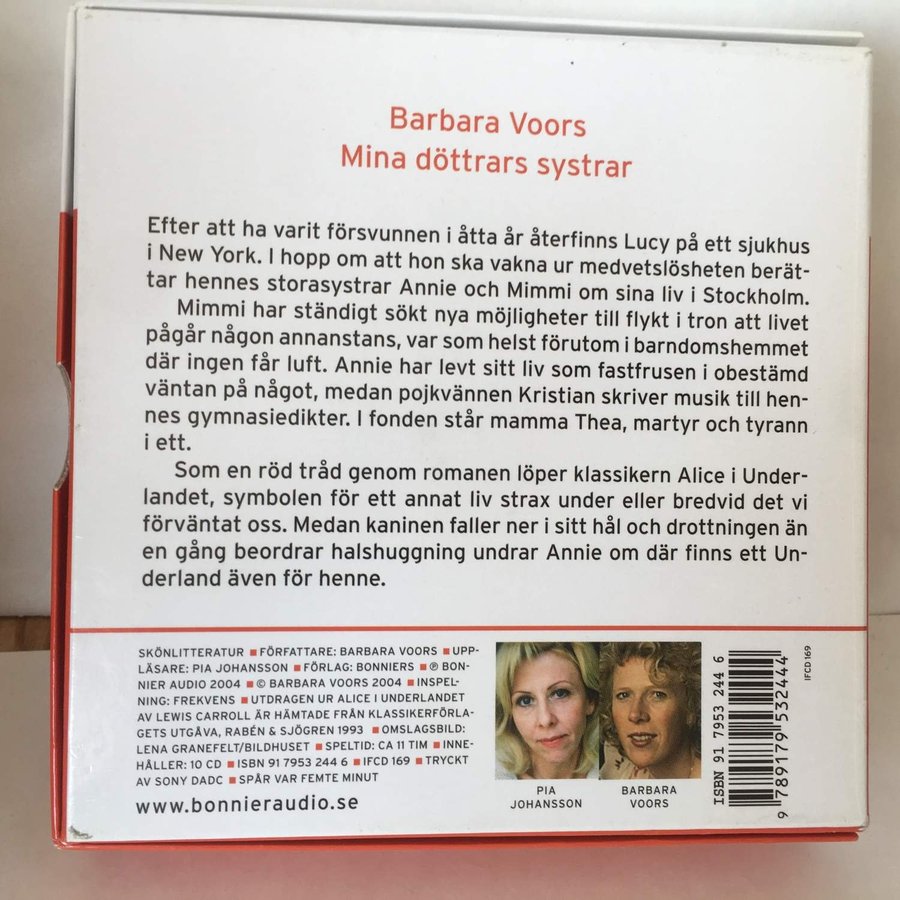 Barbara Voors
Mina döttrars systrar
Efter att ha varit försvunnen i åtta år återfinns Lucy på ett sjukhus
i New York. I hopp om att hon ska vakna ur medvetslösheten berät-
tar hennes storasystrar Annie och Mimmi om sina liv i Stockholm.
Mimmi har ständigt sökt nya möjligheter till flykt i tron att livet
pågår någon annanstans, var som helst förutom i barndomshemmet
där ingen får luft. Annie har levt sitt liv som fastfrusen i obestämd
väntan på något, medan pojkvännen Kristian skriver musik till hen-
nes gymnasiedikter. I fonden står mamma Thea, martyr och tyrann
i ett.
Som en röd tråd genom romanen löper klassikern Alice i Under-
landet, symbolen för ett annat liv strax under eller bredvid det vi
förväntat oss. Medan kaninen faller ner i sitt hål och drottningen än
en gång beordrar halshuggning undrar Annie om där finns ett Un-
derland även för henne.
SKÖNLITTERATUR ■ FÖRFATTARE: BARBARA VOORS ■ UPP-
LÄSARE: PIA JOHANSSON ■ FÖRLAG: BONNIERS ■ ℗ BON-
NIER AUDIO 2004 ■ © BARBARA VOORS 2004 ■ INSPEL-
NING: FREKVENS ■ UTDRAGEN UR ALICE I UNDERLANDET
AV LEWIS CARROLL ÄR HÄMTADE FRÅN KLASSIKERFÖRLA-
GETS UTGÅVA, RABÉN & SJÖGREN 1993 ■ OMSLAGSBILD:
LENA GRANEFELT/BILDHUSET ■ SPELTID: CA 11 TIM ■ INNE-
HÅLLER: 10 CD ■ ISBN 91 7953 244 6 ■ IFCD 169 ■ TRYCKT
AV SONY DADC ■ SPÅR VAR FEMTE MINUT
www.bonnieraudio.se
PIA
JOHANSSON
BARBARA
VOORS
ISBN 91 7953 244 6
9 789179 532444
IFCD 169